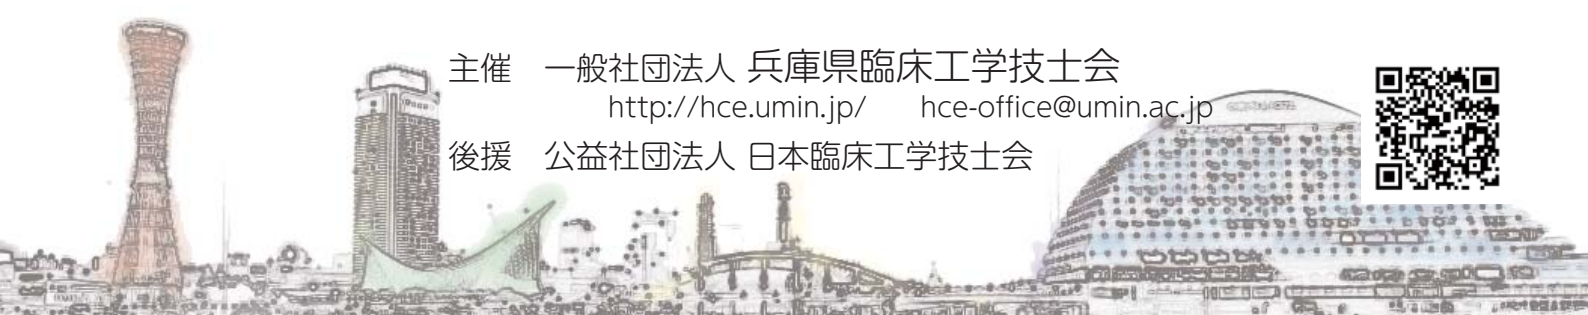 主催　一般社団法人 兵庫県臨床工学技士会
http://hce.umin.jp/　hce-office@umin.ac.jp
後援　公益社団法人 日本臨床工学技士会